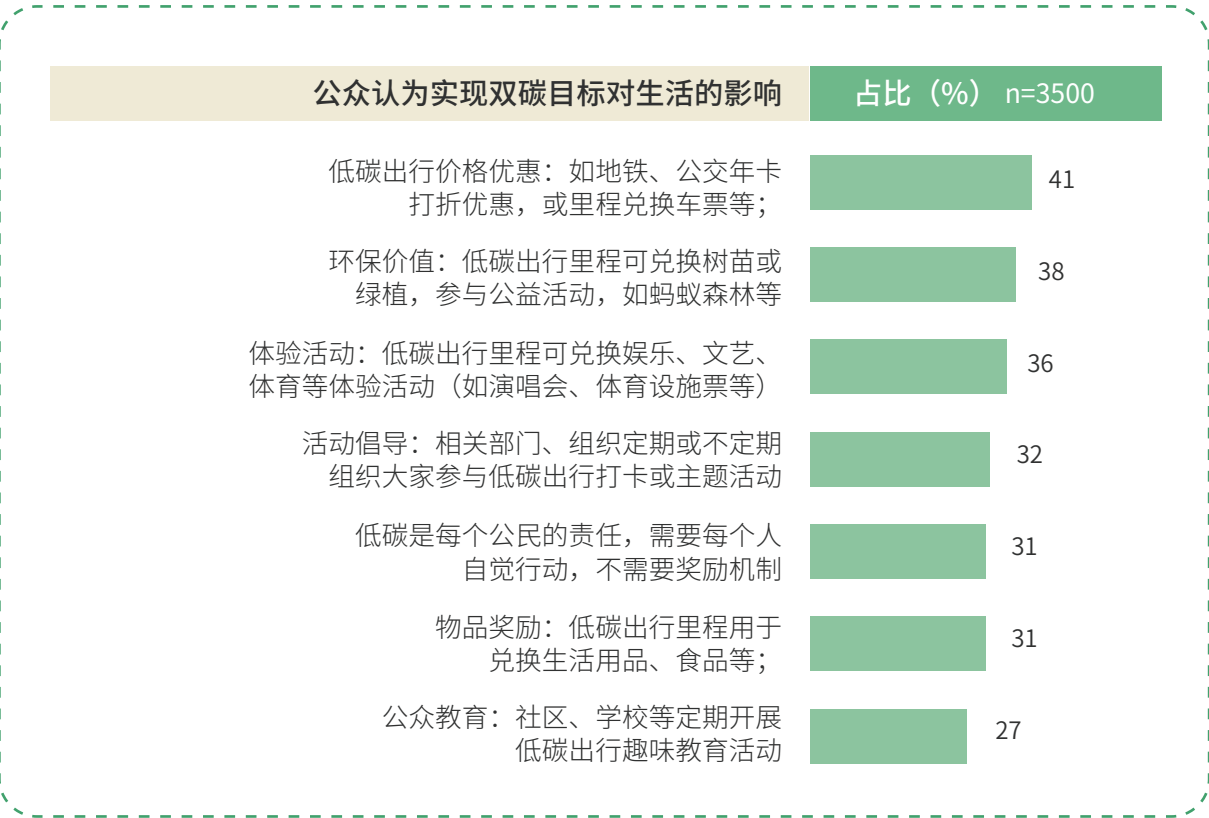 公众认为实现双碳目标对生活的影响 占比（%） n=3500
低碳出行价格优惠：如地铁、公交年卡
打折优惠，或里程兑换车票等；
41
环保价值：低碳出行里程可兑换树苗或
绿植，参与公益活动，如蚂蚁森林等
38
体验活动：低碳出行里程可兑换娱乐、文艺、
体育等体验活动（如演唱会、体育设施票等）
36
活动倡导：相关部门、组织定期或不定期
组织大家参与低碳出行打卡或主题活动
32
低碳是每个公民的责任，需要每个人
自觉行动，不需要奖励机制
31
物品奖励：低碳出行里程用于
兑换生活用品、食品等；
31
公众教育：社区、学校等定期开展
低碳出行趣味教育活动
27